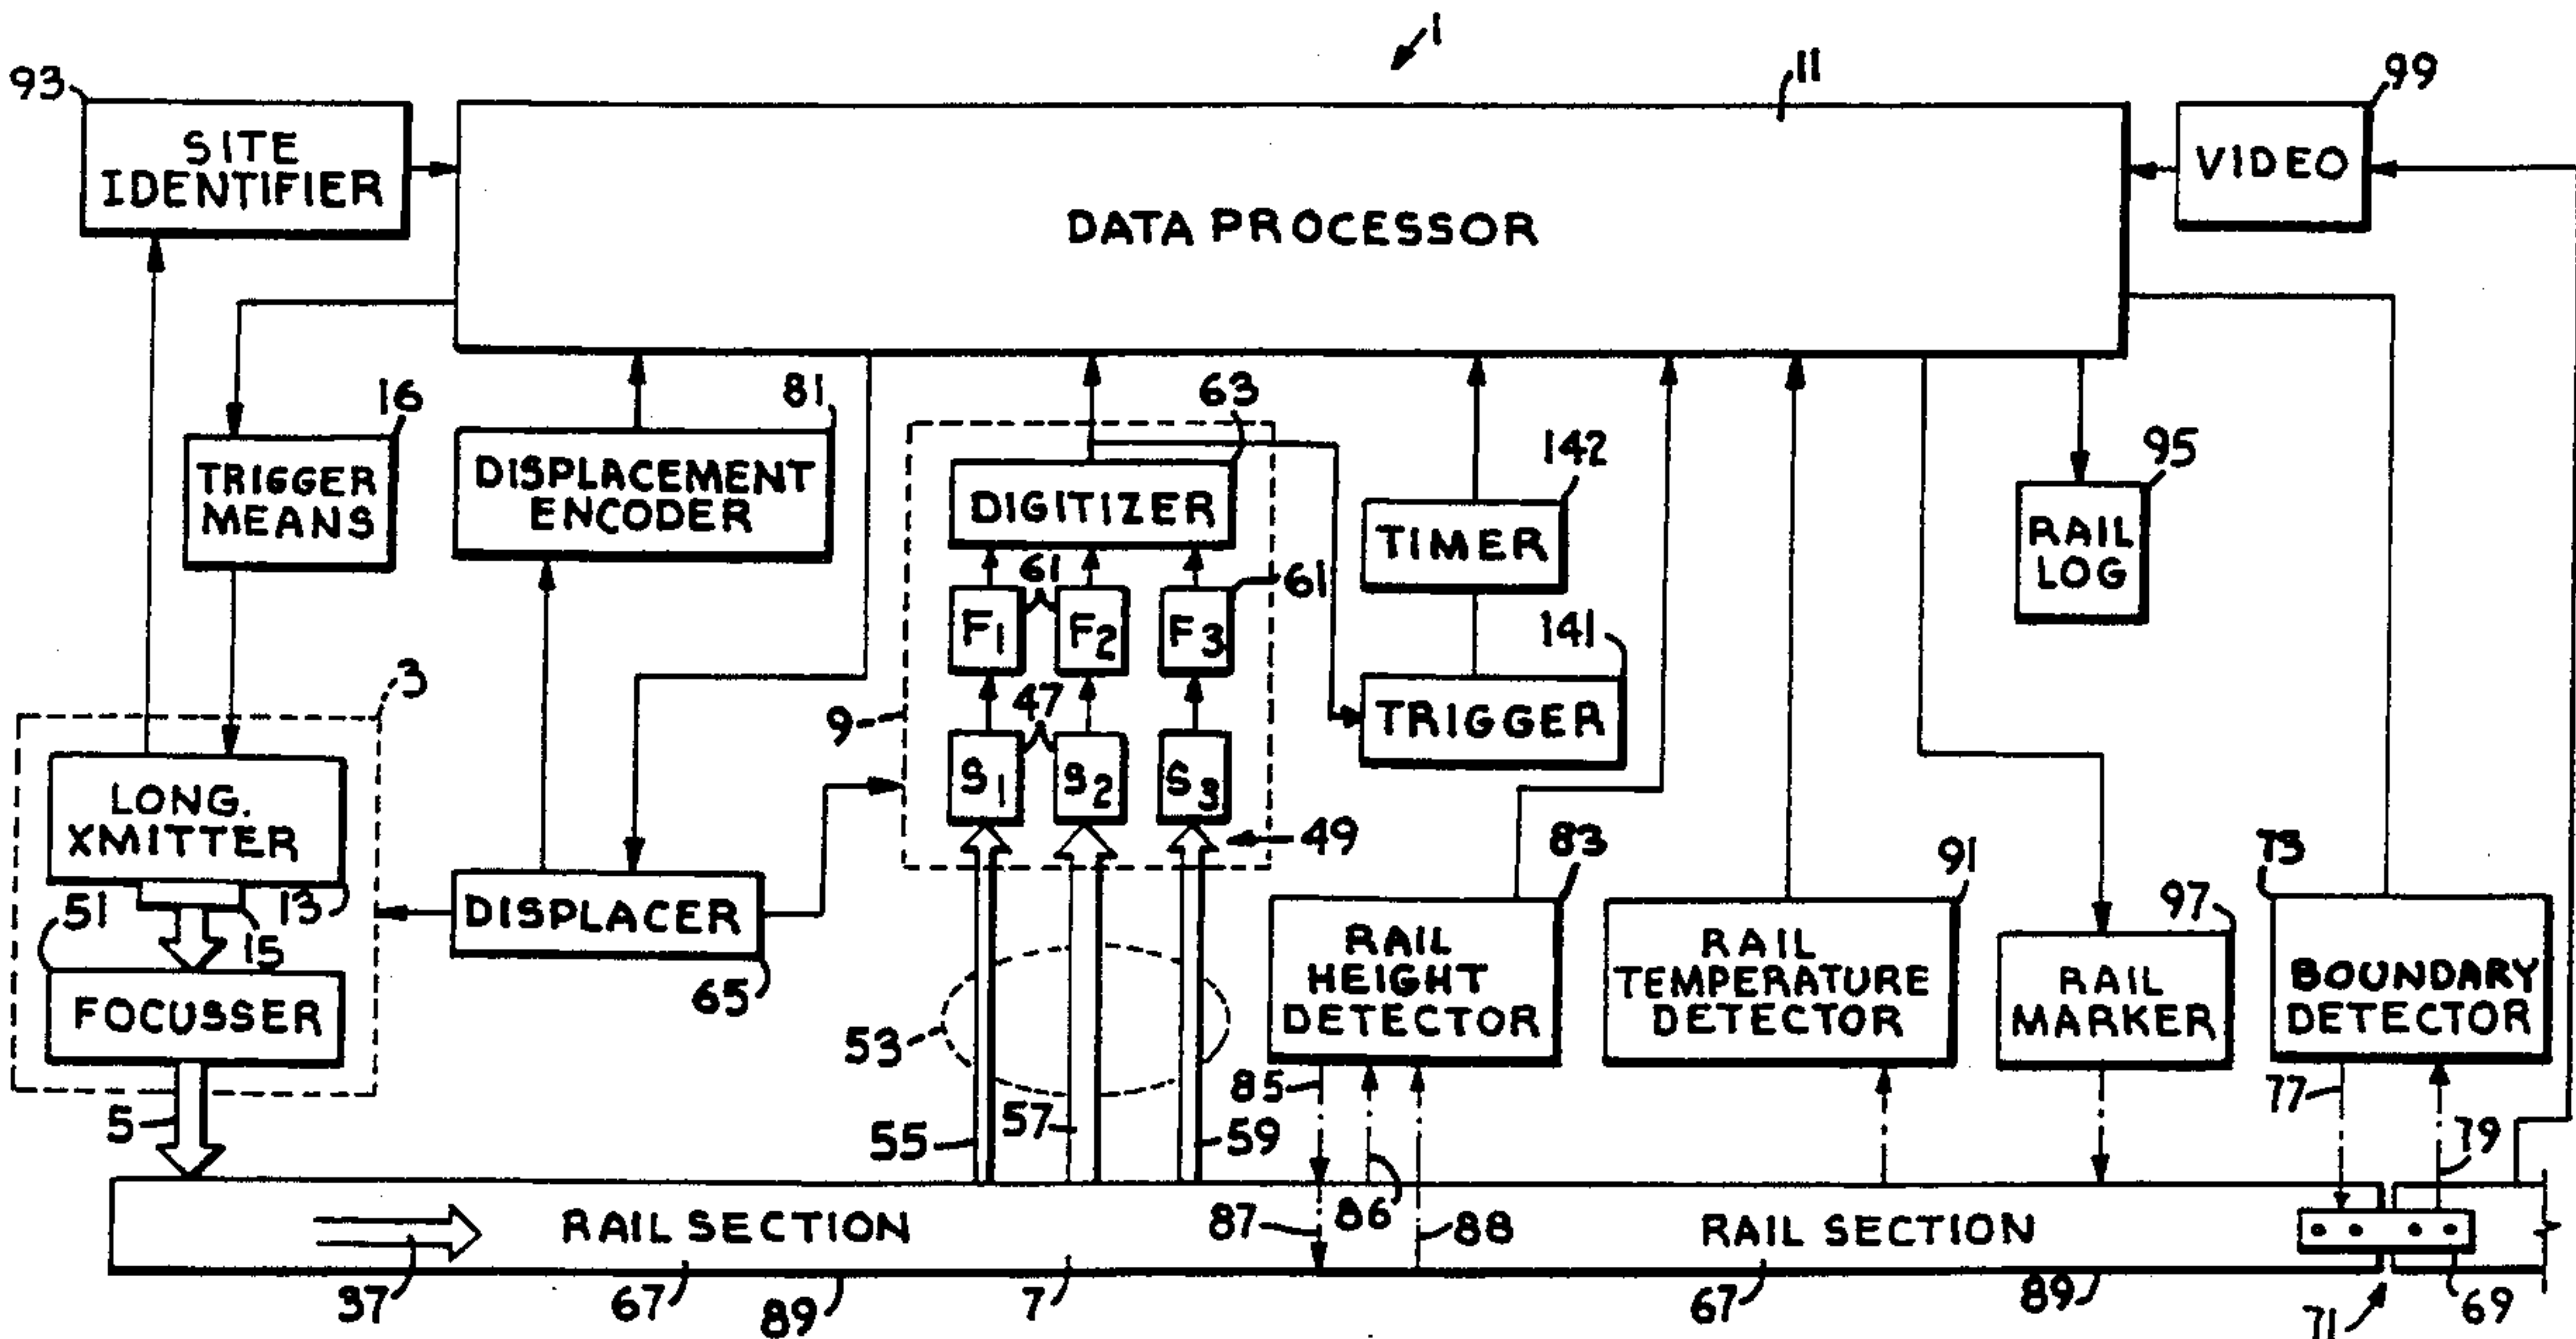 1
93
11
99
SITE
IDENTIFIER
VIDEO
DATA PROCESSOR
16
81
63
TRIGGER
MEANS
DISPLACEMENT
ENCODER
DIGITIZER
142
95
TIMER
RAIL
LOG
61
61
F1
F2
F3
141
3
9
47
TRIGGER
S1
S2
S3
LONG.
XMITTER
49
83
91
73
51
13
15
DISPLACER
65
97
FOCUSSER
53
RAIL
HEIGHT
DETECTOR
RAIL
TEMPERATURE
DETECTOR
RAIL
MARKER
BOUNDARY
DETECTOR
5
55
57
59
85
77
79
RAIL SECTION
87
86
88
RAIL SECTION
37
67
89
7
67
89
71
69